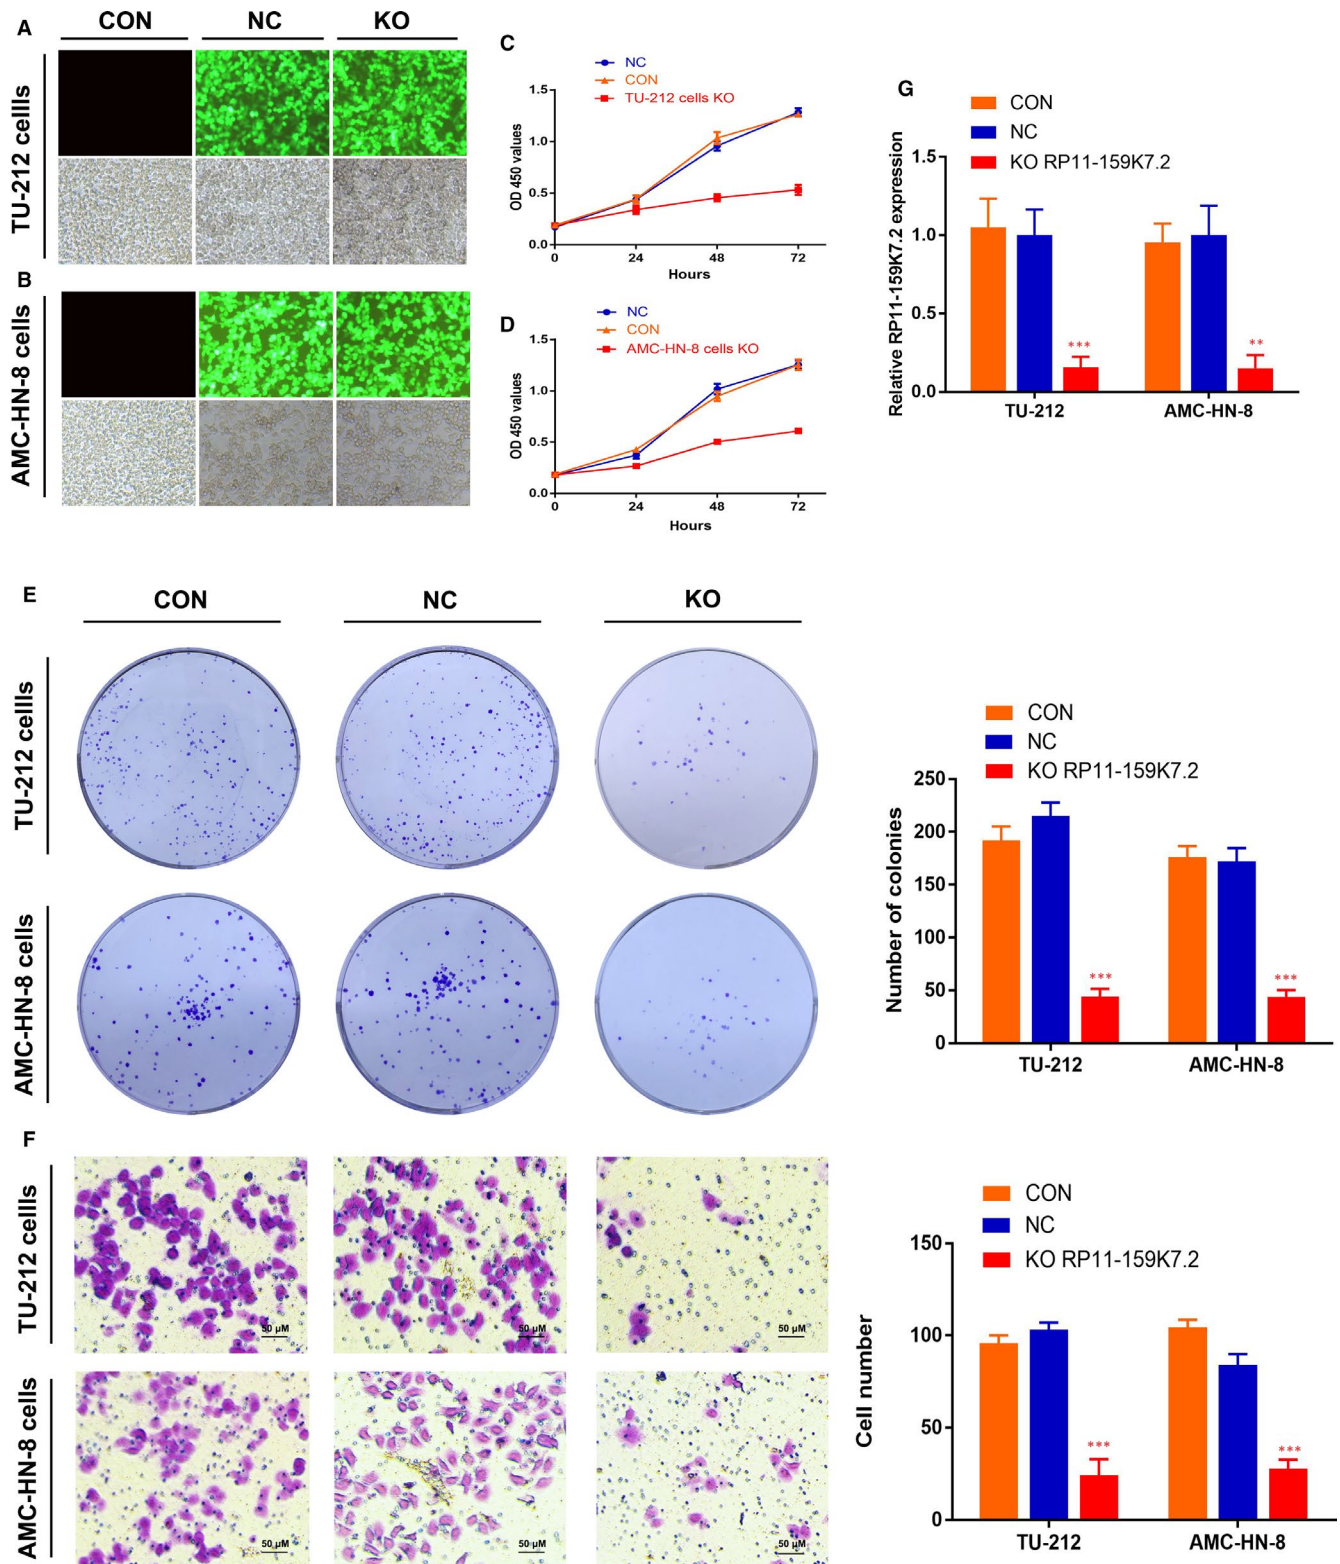 A
CON NC KO
TU-212 cellls
B
AMC-HN-8 cells
C
NC
CON
TU-212 cells KO
1.5
1.0
0.5
0.0
OD 450 values
0 24 48 72
Hours
D
NC
CON
AMC-HN-8 cells KO
1.5
1.0
0.5
0.0
OD 450 values
0 24 48 72
Hours
G
CON
NC
KO RP11-159K7.2
1.5
1.0
0.5
0.0
Relative RP11-159K7.2 expression
*** **
TU-212 AMC-HN-8
E
CON NC KO
TU-212 cellls
AMC-HN-8 cells
CON
NC
KO RP11-159K7.2
250
200
150
100
50
0
Number of colonies
*** ***
TU-212 AMC-HN-8
F
TU-212 cellls
50 µM 50 µM 50 µM
AMC-HN-8 cells
50 µM 50 µM 50 µM
CON
NC
KO RP11-159K7.2
150
100
50
0
Cell number
*** ***
TU-212 AMC-HN-8